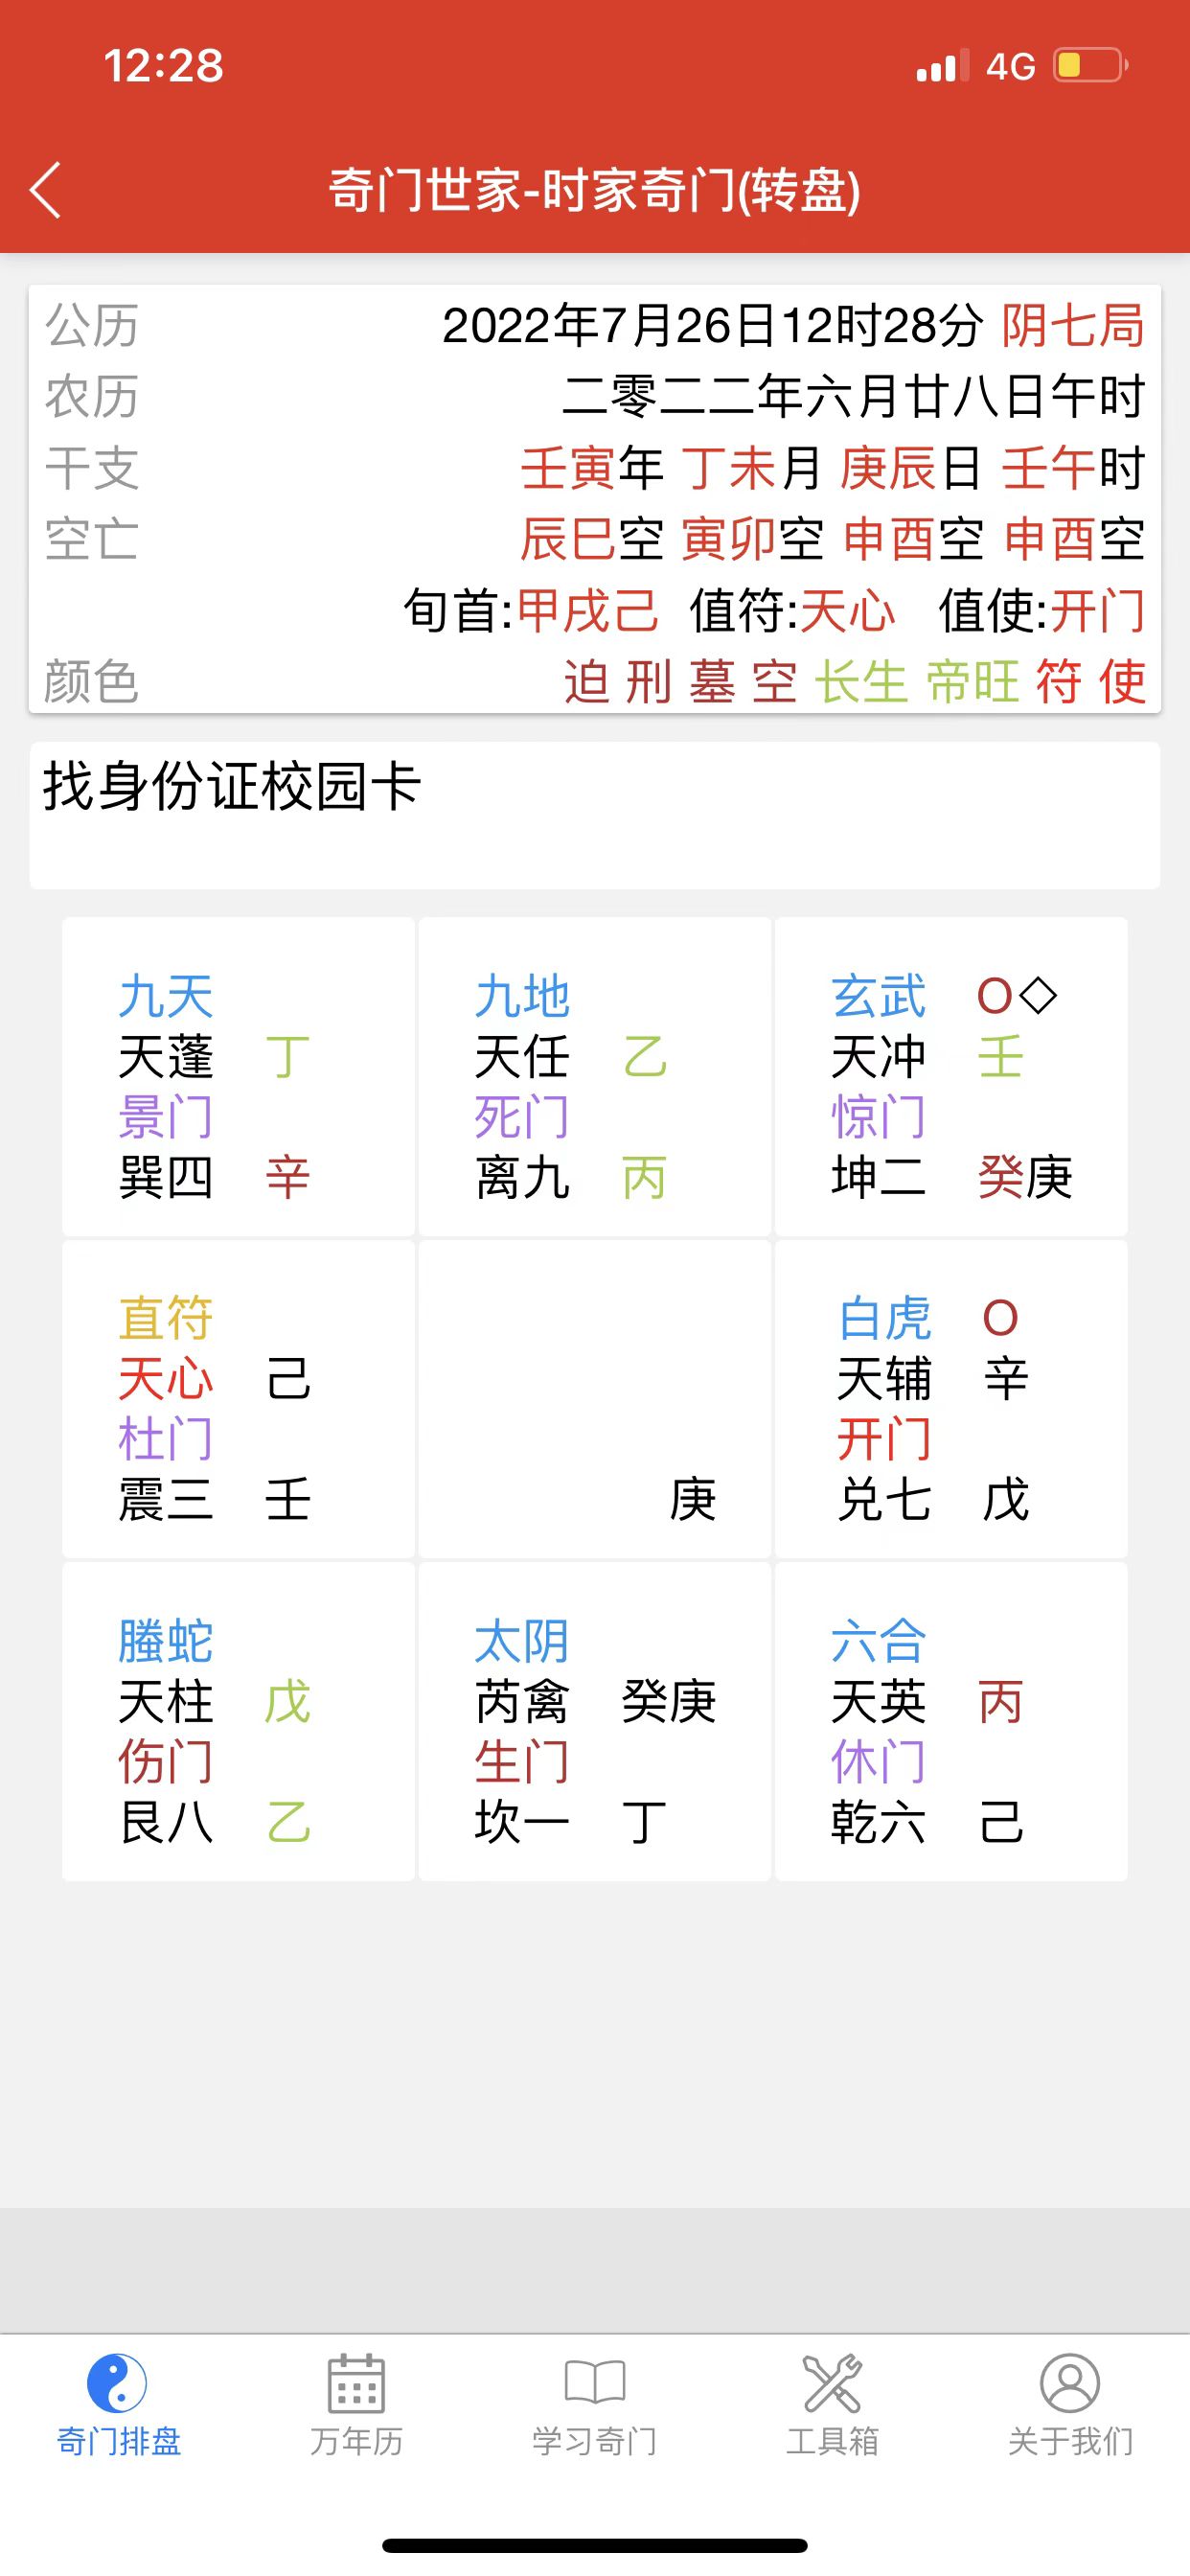 12:28 4G
奇门世家-时家奇门(转盘)
公历 2022年7月26日12时28分 阴七局
农历 二零二二年六月廿八日午时
干支 壬寅年 丁未月 庚辰日 壬午时
空亡 辰巳空 寅卯空 申酉空 申酉空
旬首:甲戌己 值符:天心 值使:开门
颜色 迫 刑 墓 空 长生 帝旺 符 使
找身份证校园卡
九天
天蓬 丁
景门
巽四 辛
九地
天任 乙
死门
离九 丙
玄武 O◇
天冲 壬
惊门
坤二 癸庚
直符
天心 己
杜门
震三 壬
庚
白虎 O
天辅 辛
开门
兑七 戊
螣蛇
天柱 戊
伤门
艮八 乙
太阴
芮禽 癸庚
生门
坎一 丁
六合
天英 丙
休门
乾六 己
奇门排盘 万年历 学习奇门 工具箱 关于我们